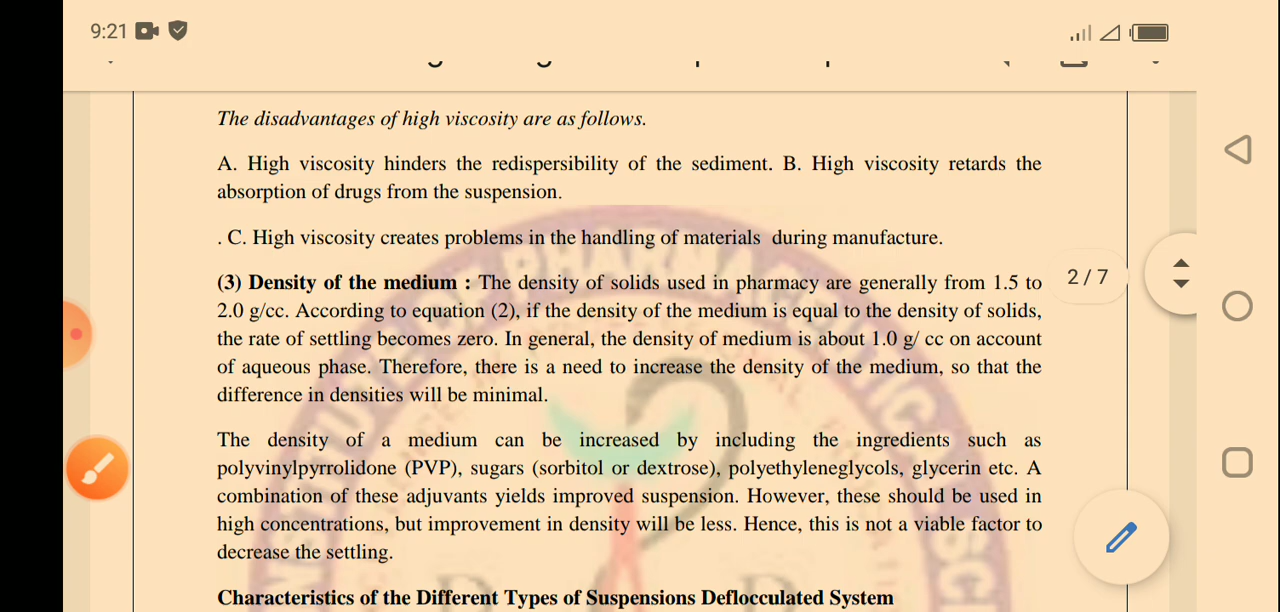 9:21
The disadvantages of high viscosity are as follows.
A. High viscosity hinders the redispersibility of the sediment. B. High viscosity retards the
absorption of drugs from the suspension.
. C. High viscosity creates problems in the handling of materials during manufacture.
(3) Density of the medium : The density of solids used in pharmacy are generally from 1.5 to
2.0 g/cc. According to equation (2), if the density of the medium is equal to the density of solids,
the rate of settling becomes zero. In general, the density of medium is about 1.0 g/ cc on account
of aqueous phase. Therefore, there is a need to increase the density of the medium, so that the
difference in densities will be minimal.
2/7
The density of a medium can be increased by including the ingredients such as
polyvinylpyrrolidone (PVP), sugars (sorbitol or dextrose), polyethyleneglycols, glycerin etc. A
combination of these adjuvants yields improved suspension. However, these should be used in
high concentrations, but improvement in density will be less. Hence, this is not a viable factor to
decrease the settling.
Characteristics of the Different Types of Suspensions Deflocculated System